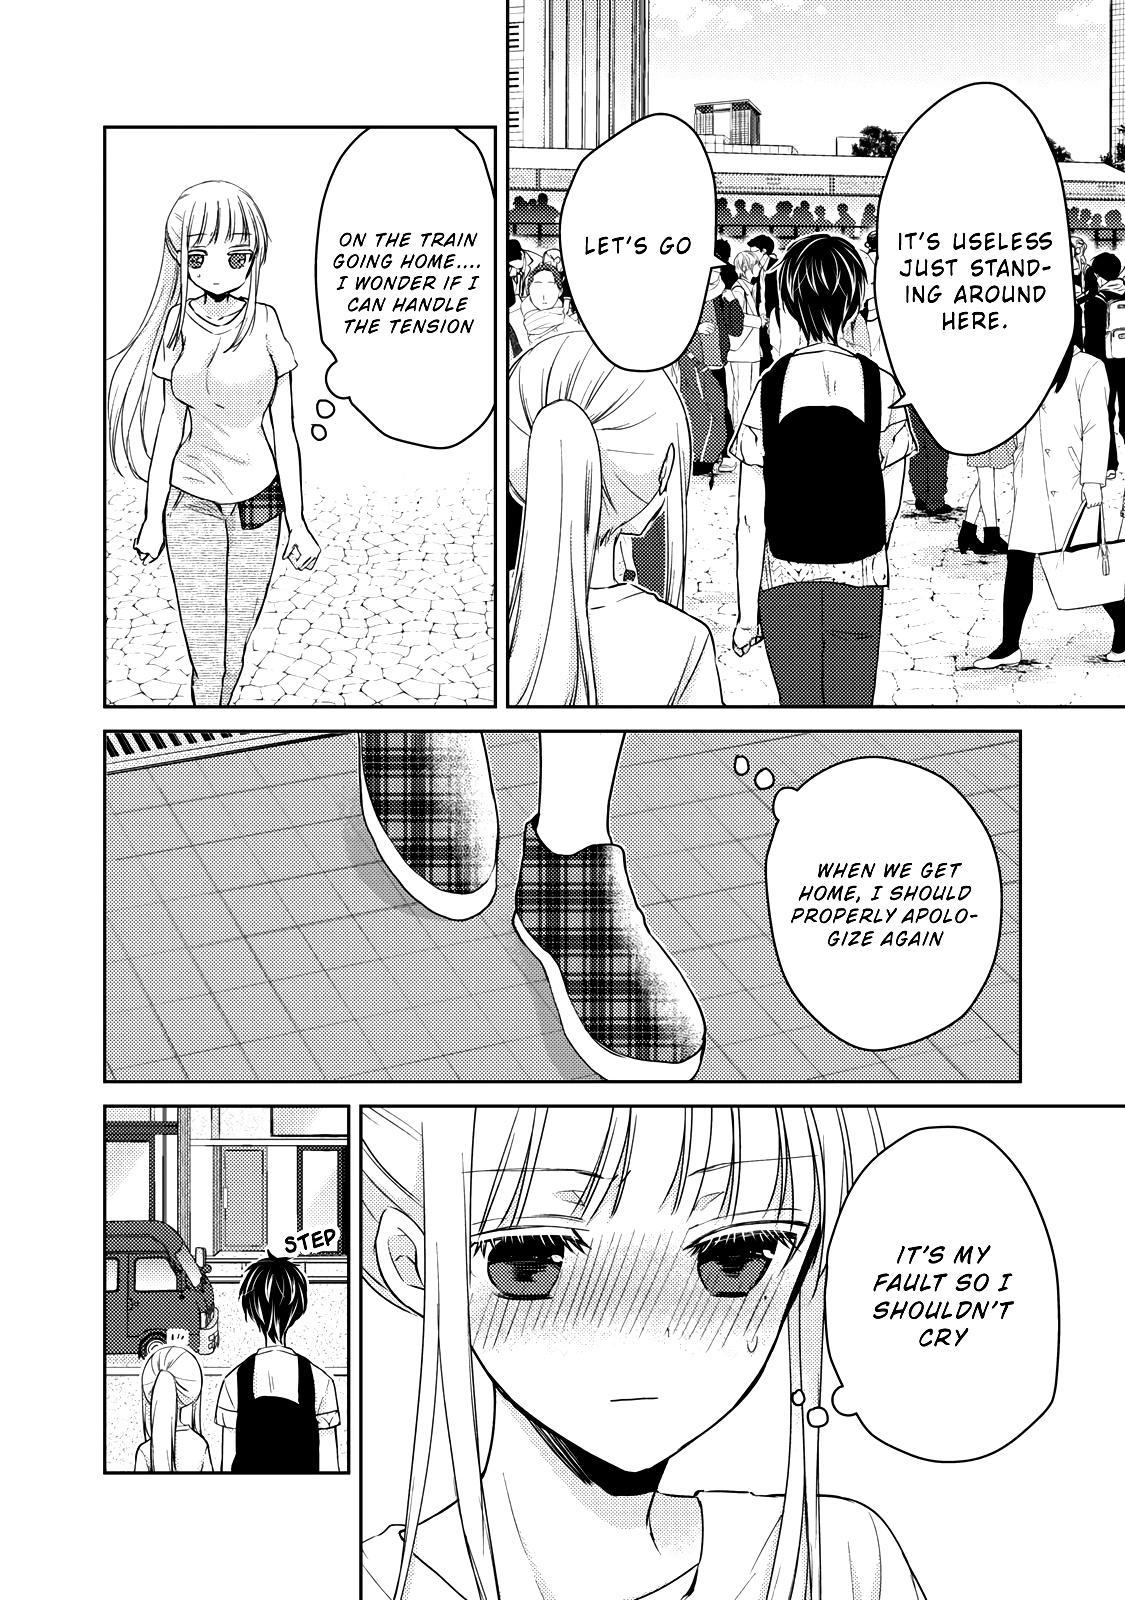 IT'S USELESS
JUST STAND-
ING AROUND
HERE.
LET'S GO
ON THE TRAIN
GOING HOME....
I WONDER IF I
CAN HANDLE
THE TENSION
WHEN WE GET
HOME, I SHOULD
PROPERLY APOLO-
GIZE AGAIN
IT'S MY
FAULT SO I
SHOULDN'T
CRY
STEP